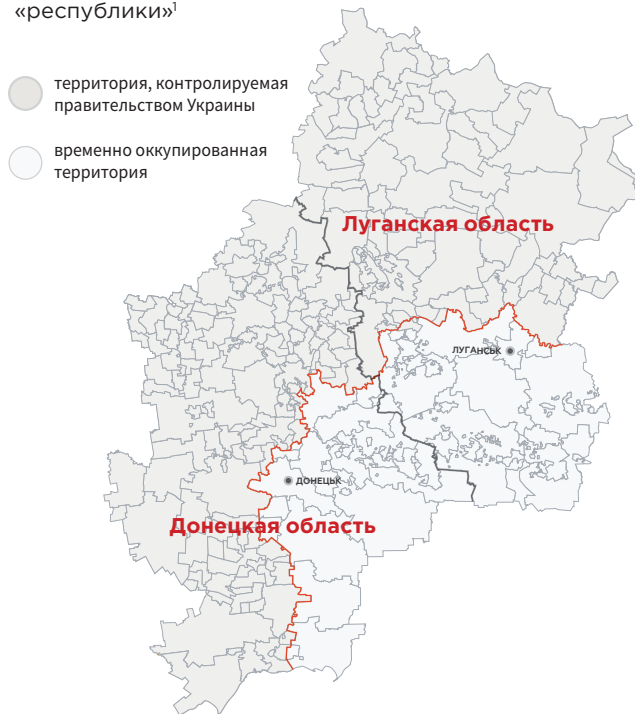 «республики»¹
территория, контролируемая
правительством Украины
временно оккупированная
территория
Луганская область
ЛУГАНСЬК
ДОНЕЦЬК
Донецкая область